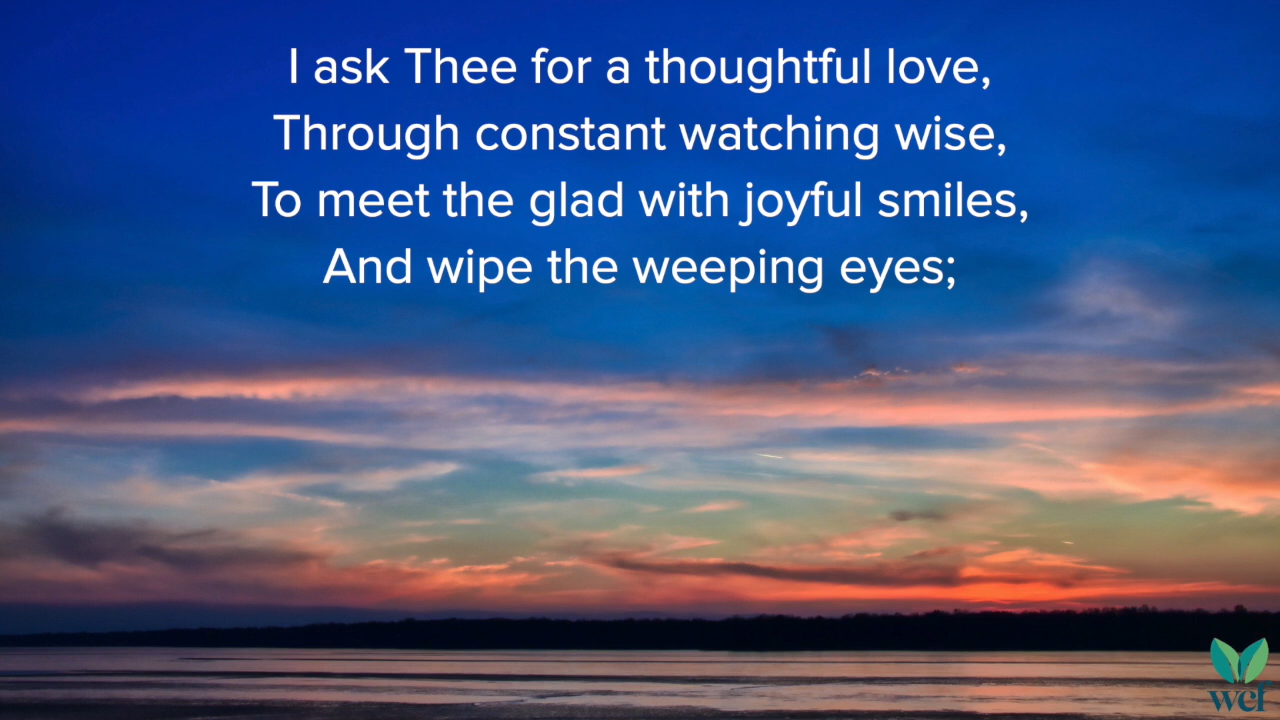 I ask Thee for a thoughtful love,
Through constant watching wise,
To meet the glad with joyful smiles,
And wipe the weeping eyes;
wef